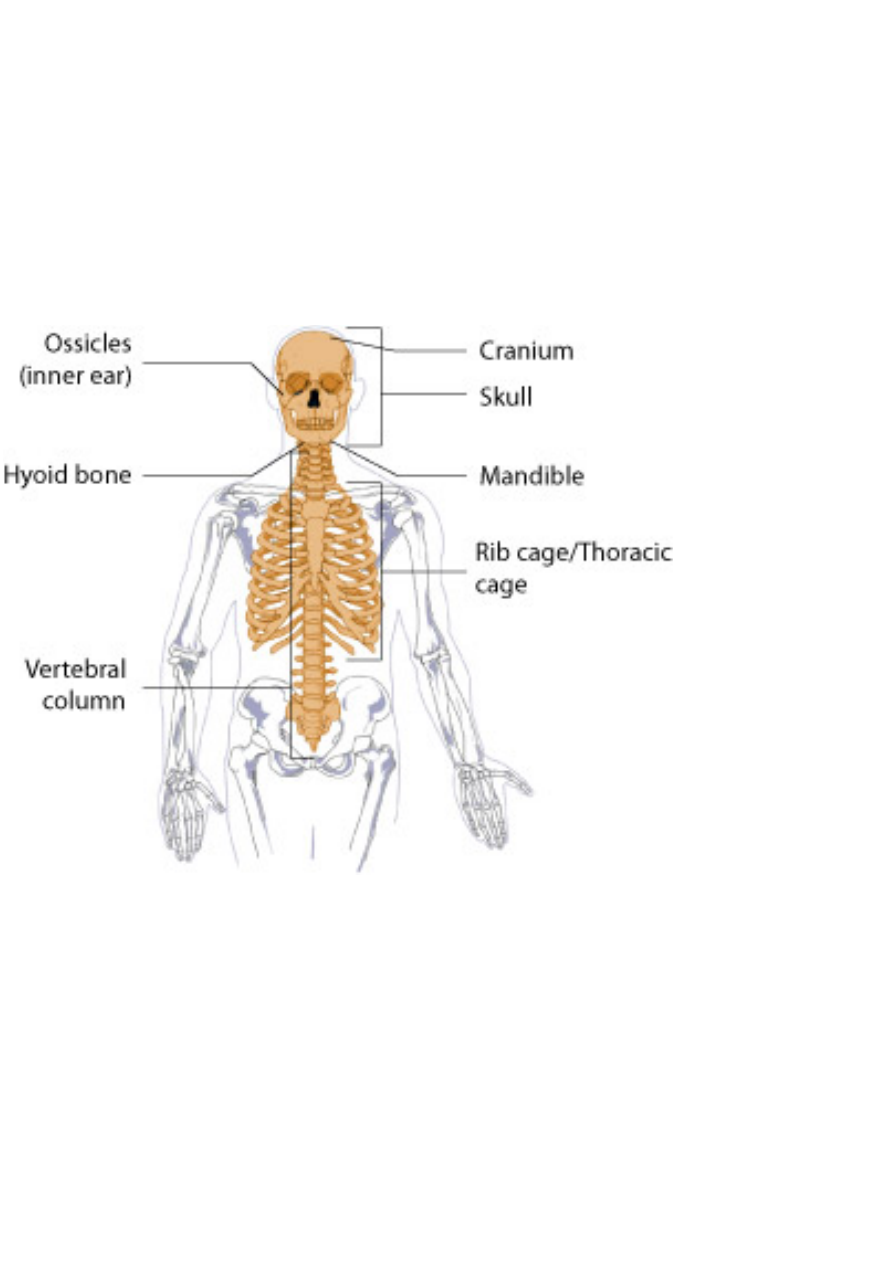 Ossicles
(inner ear)
Cranium
Skull
Hyoid bone
Mandible
Rib cage/Thoracic
cage
Vertebral
column